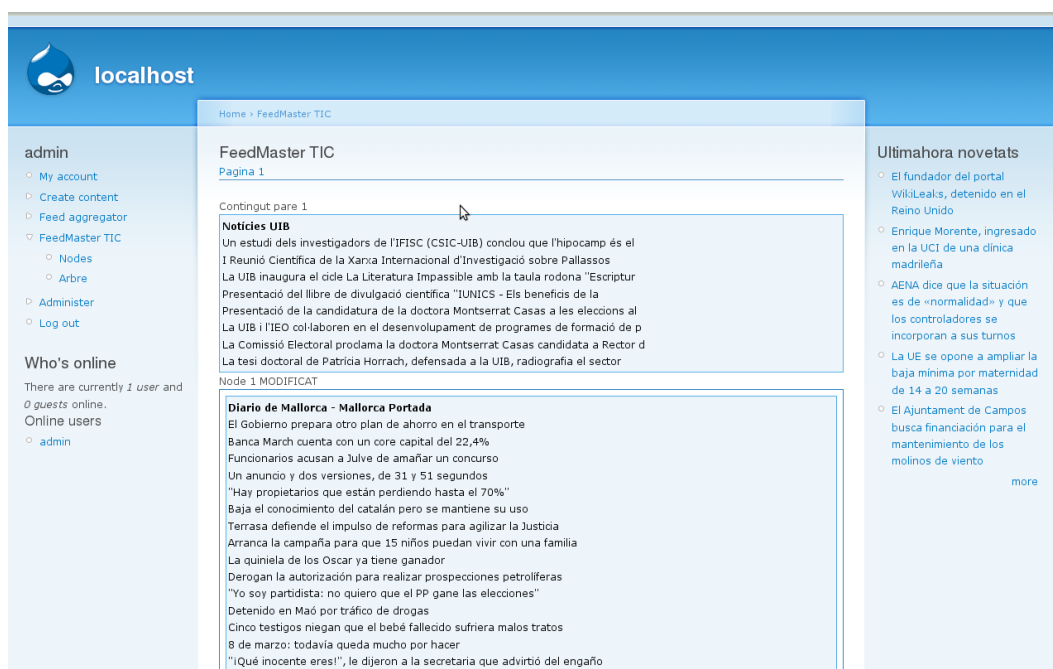 localhost
Home › FeedMaster TIC
admin
My account
Create content
Feed aggregator
FeedMaster TIC
Nodes
Arbre
Administer
Log out
Who's online
There are currently 1 user and
0 guests online.
Online users
admin
FeedMaster TIC
Pagina 1
Contingut pare 1
Notícies UIB
Un estudi dels investigadors de l'IFISC (CSIC-UIB) conclou que l'hipocamp és el
I Reunió Científica de la Xarxa Internacional d'Investigació sobre Pallassos
La UIB inaugura el cicle La Literatura Impassible amb la taula rodona "Escriptur
Presentació del llibre de divulgació científica "IUNICS - Els beneficis de la
Presentació de la candidatura de la doctora Montserrat Casas a les eleccions al
La UIB i l'IEO col·laboren en el desenvolupament de programes de formació de p
La Comissió Electoral proclama la doctora Montserrat Casas candidata a Rector d
La tesi doctoral de Patrícia Horrach, defensada a la UIB, radiografia el sector
Node 1 MODIFICAT
Diario de Mallorca - Mallorca Portada
El Gobierno prepara otro plan de ahorro en el transporte
Banca March cuenta con un core capital del 22,4%
Funcionarios acusan a Julve de amañar un concurso
Un anuncio y dos versiones, de 31 y 51 segundos
"Hay propietarios que están perdiendo hasta el 70%"
Baja el conocimiento del catalán pero se mantiene su uso
Terrasa defiende el impulso de reformas para agilizar la Justicia
Arranca la campaña para que 15 niños puedan vivir con una familia
La quiniela de los Oscar ya tiene ganador
Derogan la autorización para realizar prospecciones petrolíferas
"Yo soy partidista: no quiero que el PP gane las elecciones"
Detenido en Maó por tráfico de drogas
Cinco testigos niegan que el bebé fallecido sufriera malos tratos
8 de marzo: todavía queda mucho por hacer
"¡Qué inocente eres!", le dijeron a la secretaria que advirtió del engaño
Ultimahora novetats
El fundador del portal
WikiLeaks, detenido en el
Reino Unido
Enrique Morente, ingresado
en la UCI de una clínica
madrileña
AENA dice que la situación
es de «normalidad» y que
los controladores se
incorporan a sus turnos
La UE se opone a ampliar la
baja mínima por maternidad
de 14 a 20 semanas
El Ajuntament de Campos
busca financiación para el
mantenimiento de los
molinos de viento
more